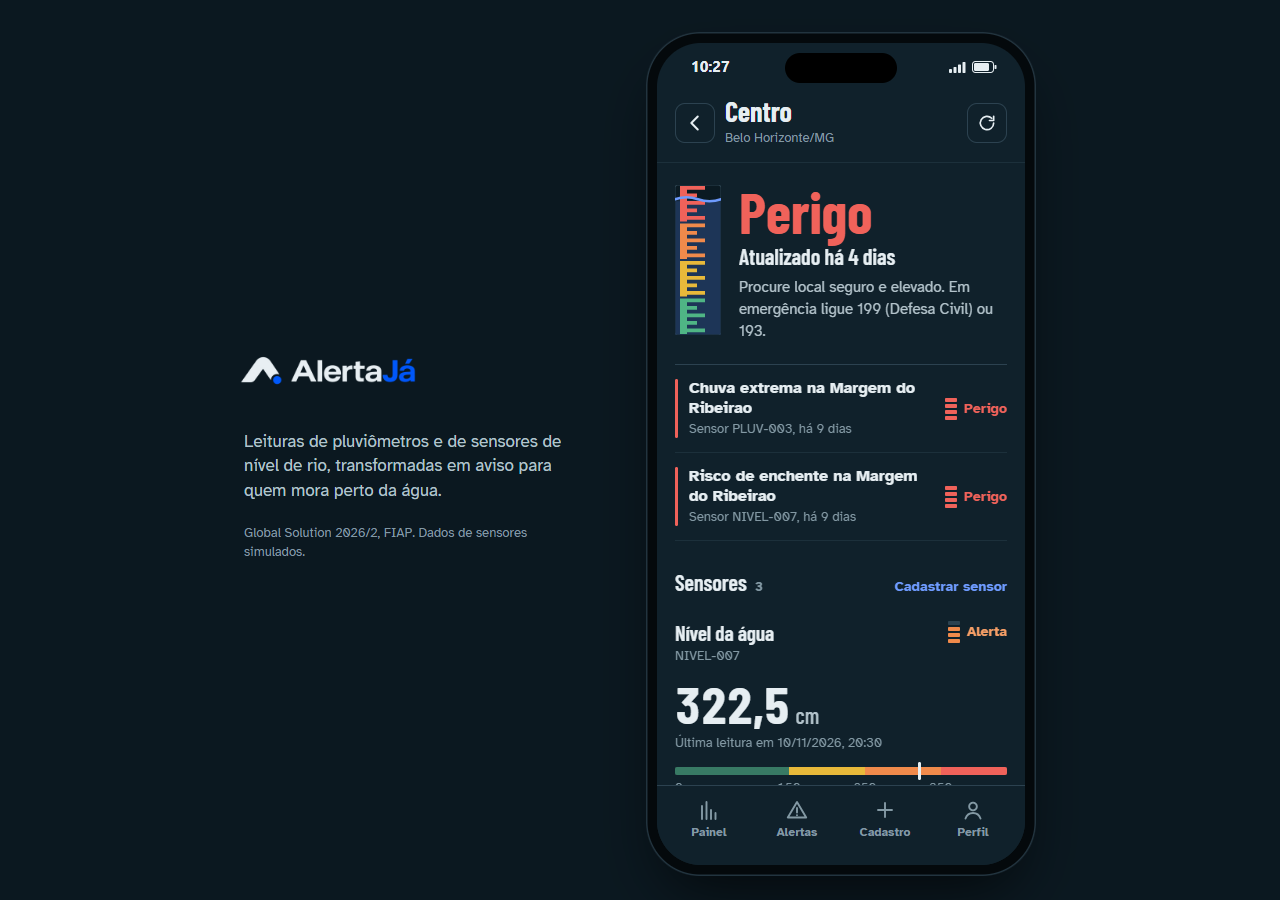 AlertaJá
Leituras de pluviômetros e de sensores de
nível de rio, transformadas em aviso para
quem mora perto da água.
Global Solution 2026/2, FIAP. Dados de sensores
simulados.
10:27
Centro
Belo Horizonte/MG
Perigo
Atualizado há 4 dias
Procure local seguro e elevado. Em
emergência ligue 199 (Defesa Civil) ou
193.
Chuva extrema na Margem do
Ribeirao
Sensor PLUV-003, há 9 dias
Perigo
Risco de enchente na Margem
do Ribeirao
Sensor NIVEL-007, há 9 dias
Perigo
Sensores 3
Cadastrar sensor
Nível da água
Alerta
NIVEL-007
322,5 cm
Última leitura em 10/11/2026, 20:30
Painel
Alertas
Cadastro
Perfil